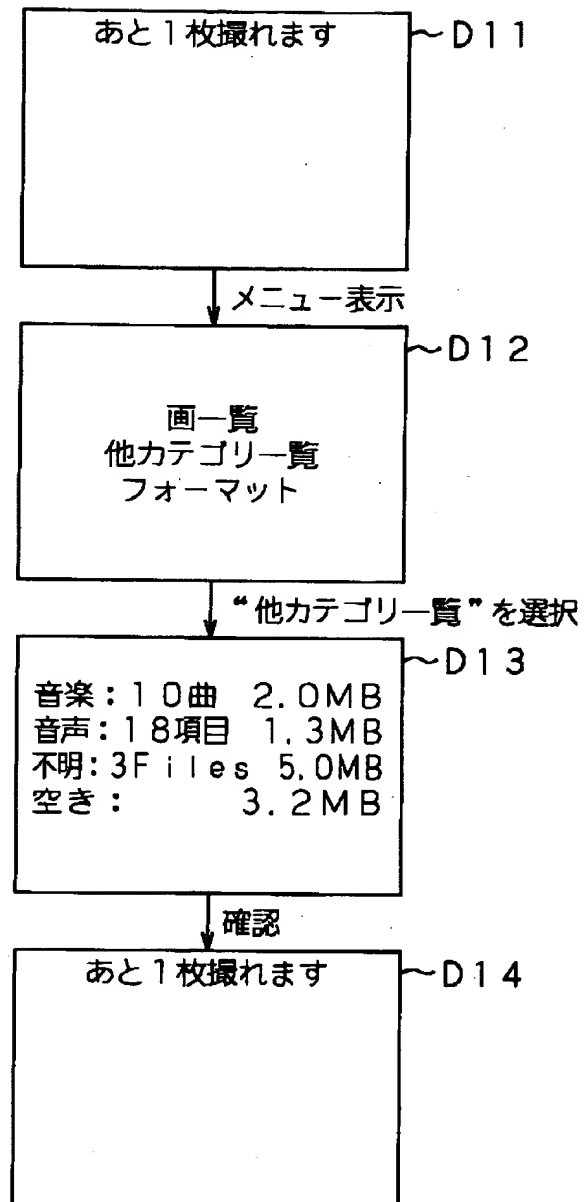 あと1枚撮れます
～D11
メニュー表示
～D12
画一覧
他カテゴリ一覧
フォーマット
“他カテゴリ一覧”を選択
～D13
音楽：10曲 2.0MB
音声：18項目 1.3MB
不明：3Files 5.0MB
空き： 3.2MB
確認
あと1枚撮れます
～D14